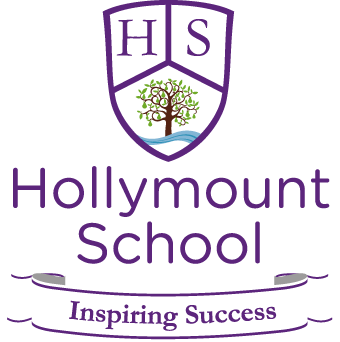 H S
Hollymount
School
Inspiring Success